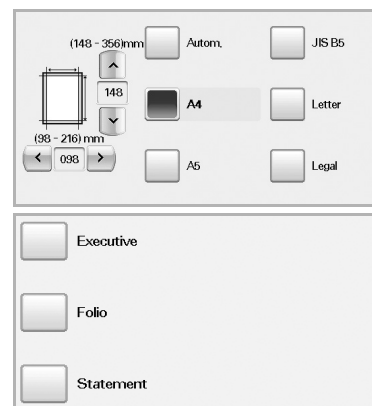 (148 - 356)mm
Autom.
JIS B5
148
A4
Letter
(98 - 216) mm
098
A5
Legal
Executive
Folio
Statement